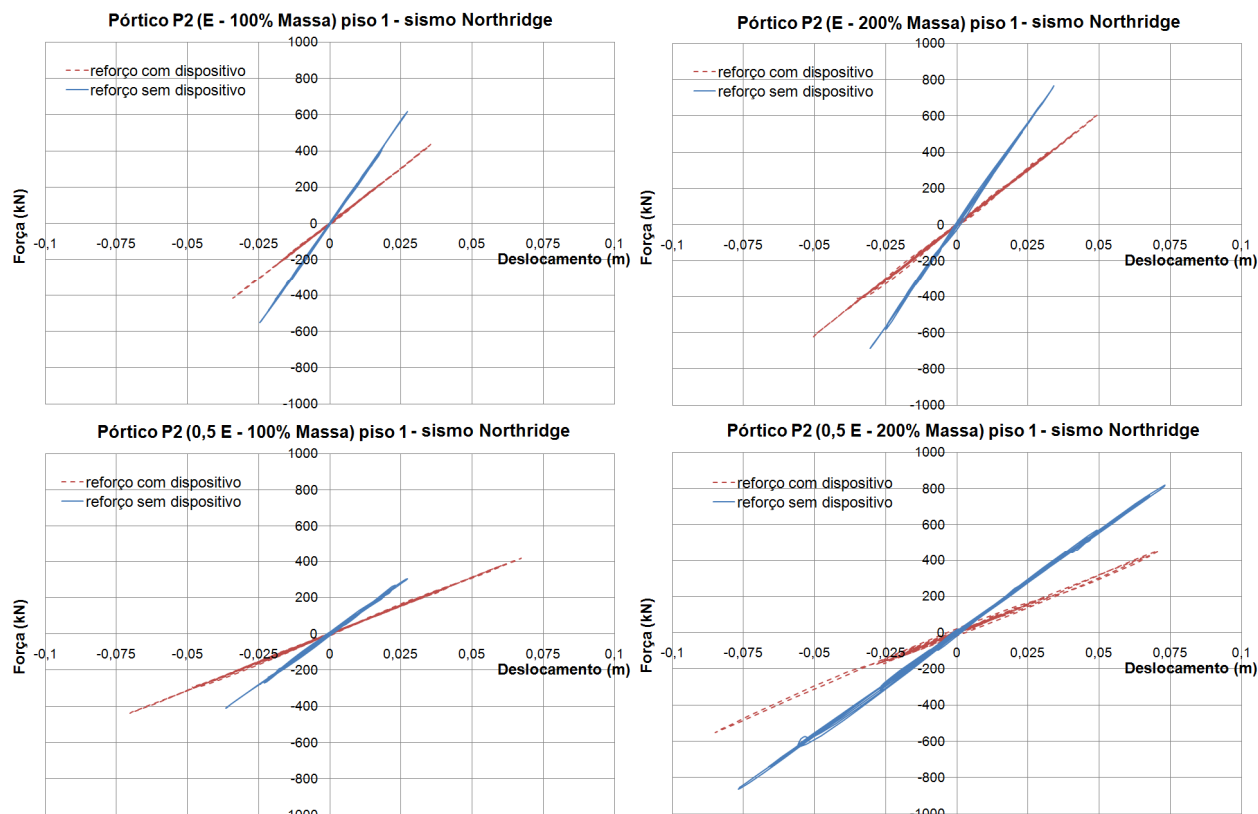 Pórtico P2 (E - 100% Massa) piso 1 - sismo Northridge
1000
800
600
400
200
0
-200
-400
-600
-800
-1000
-0,1 -0,075 -0,05 -0,025 0 0,025 0,05 0,075 0,1
Força (kN)
Deslocamento (m)
reforço com dispositivo
reforço sem dispositivo
Pórtico P2 (E - 200% Massa) piso 1 - sismo Northridge
1000
800
600
400
200
0
-200
-400
-600
-800
-1000
-0,1 -0,075 -0,05 -0,025 0 0,025 0,05 0,075 0,1
Força (kN)
Deslocamento (m)
reforço com dispositivo
reforço sem dispositivo
Pórtico P2 (0,5 E - 100% Massa) piso 1 - sismo Northridge
1000
800
600
400
200
0
-200
-400
-600
-800
-1000
-0,1 -0,075 -0,05 -0,025 0 0,025 0,05 0,075 0,1
Força (kN)
Deslocamento (m)
reforço com dispositivo
reforço sem dispositivo
Pórtico P2 (0,5 E - 200% Massa) piso 1 - sismo Northridge
1000
800
600
400
200
0
-200
-400
-600
-800
-1000
-0,1 -0,075 -0,05 -0,025 0 0,025 0,05 0,075 0,1
Força (kN)
Deslocamento (m)
reforço com dispositivo
reforço sem dispositivo